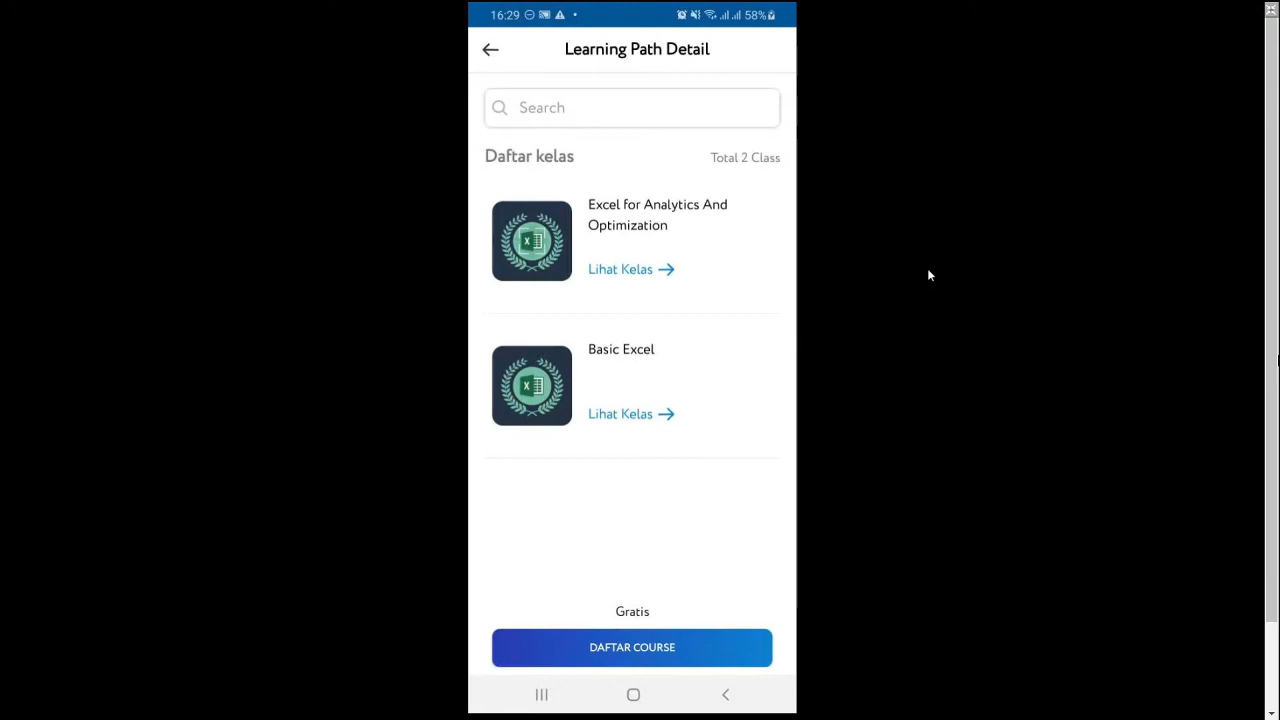 16:29 58%
Learning Path Detail
Search
Daftar kelas Total 2 Class
Excel for Analytics And
Optimization
Lihat Kelas
Basic Excel
Lihat Kelas
Gratis
DAFTAR COURSE